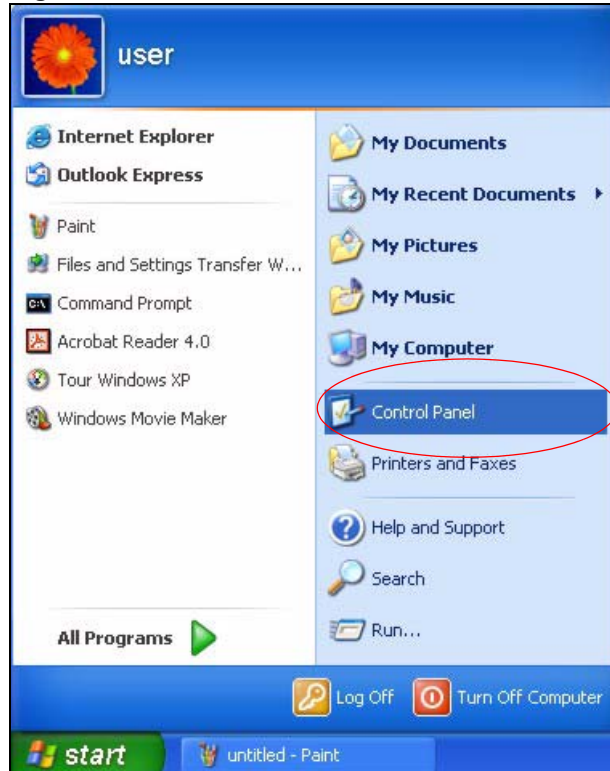 user
Internet Explorer
Outlook Express
Paint
Files and Settings Transfer W...
Command Prompt
Acrobat Reader 4.0
Tour Windows XP
Windows Movie Maker
All Programs
My Documents
My Recent Documents
My Pictures
My Music
My Computer
Control Panel
Printers and Faxes
Help and Support
Search
Run...
Log Off
Turn Off Computer
start
untitled - Paint